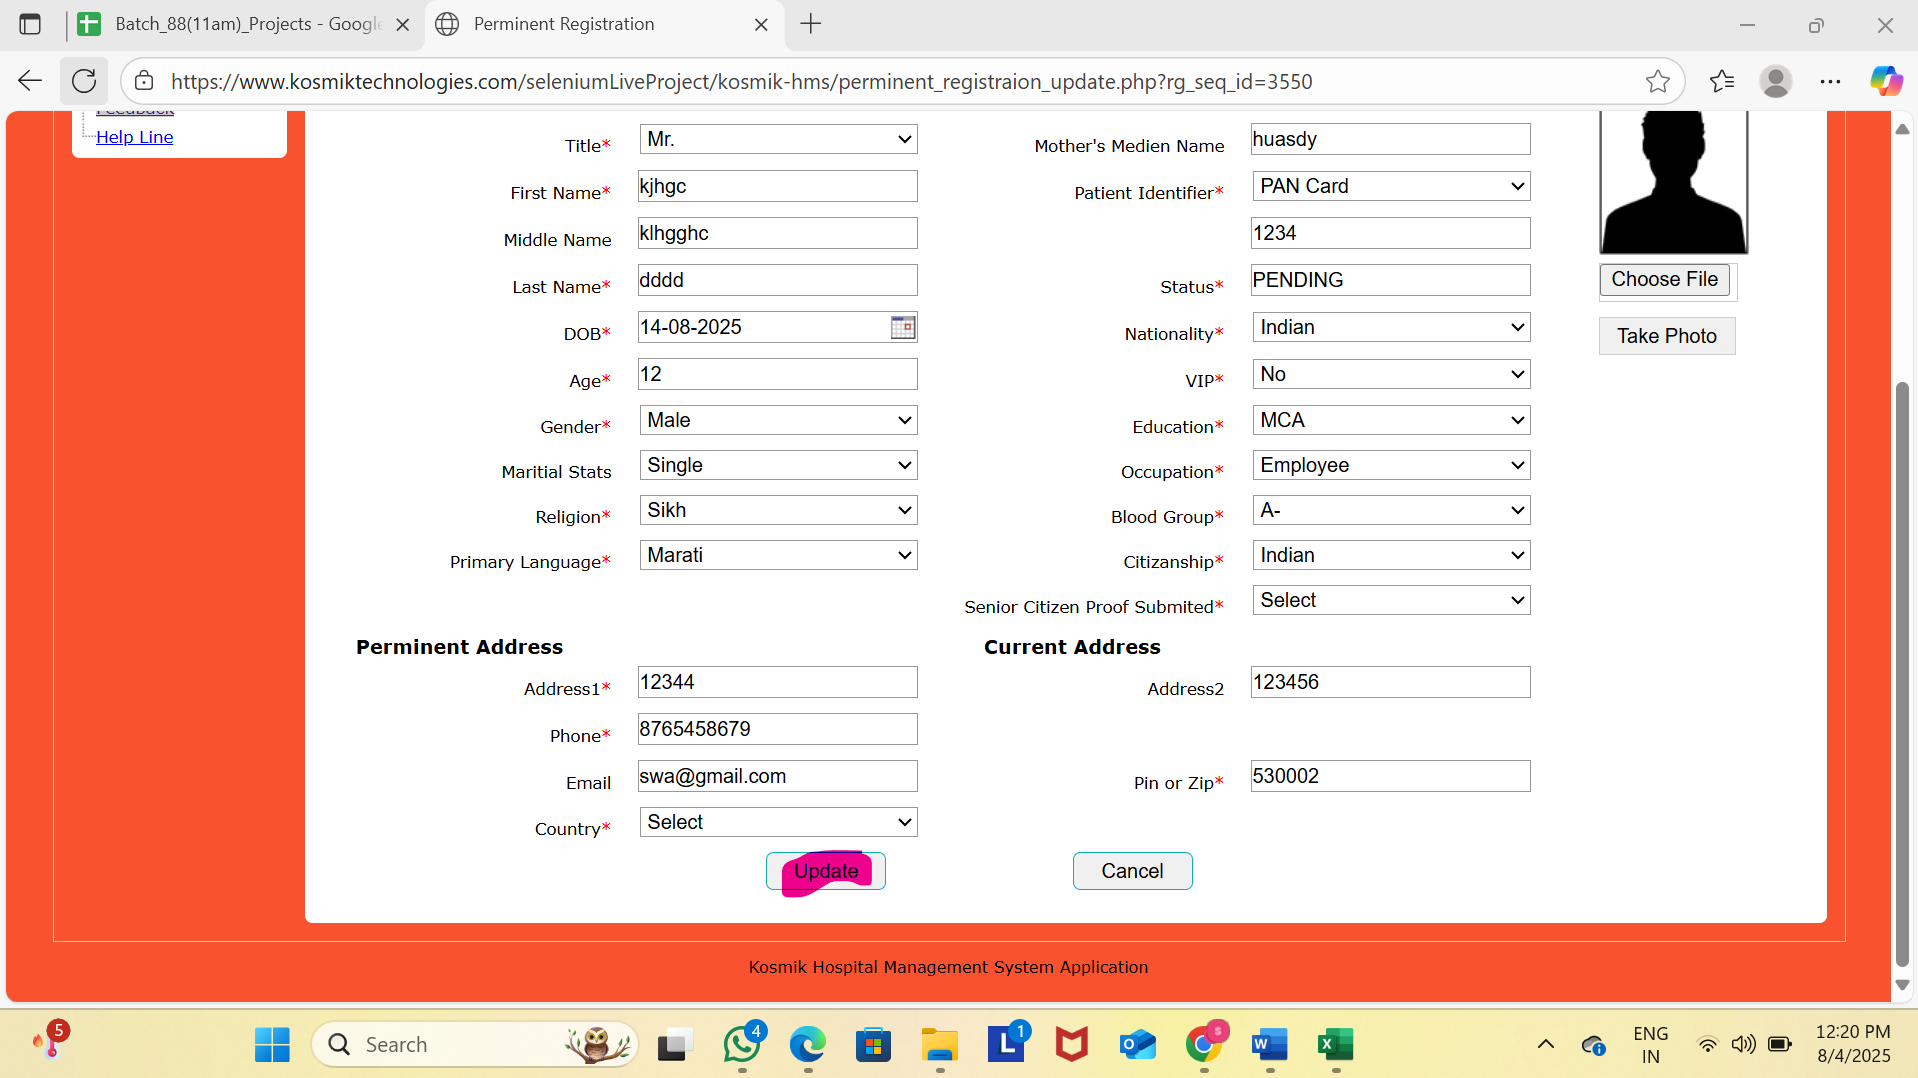 Batch_88(11am)_Projects - Google
Perminent Registration
https://www.kosmiktechnologies.com/seleniumLiveProject/kosmik-hms/perminent_registraion_update.php?rg_seq_id=3550
Feedback
Help Line
Title* Mr. Mother's Medien Name huasdy
First Name* kjhgc Patient Identifier* PAN Card
Middle Name klhgghc 1234
Last Name* dddd Status* PENDING Choose File
DOB* 14-08-2025 Nationality* Indian Take Photo
Age* 12 VIP* No
Gender* Male Education* MCA
Maritial Stats Single Occupation* Employee
Religion* Sikh Blood Group* A-
Primary Language* Marati Citizanship* Indian
Senior Citizen Proof Submited* Select
Perminent Address Current Address
Address1* 12344 Address2 123456
Phone* 8765458679
Email swa@gmail.com Pin or Zip* 530002
Country* Select
Update Cancel
Kosmik Hospital Management System Application
5
Search
4
1
S
ENG
IN
12:20 PM
8/4/2025